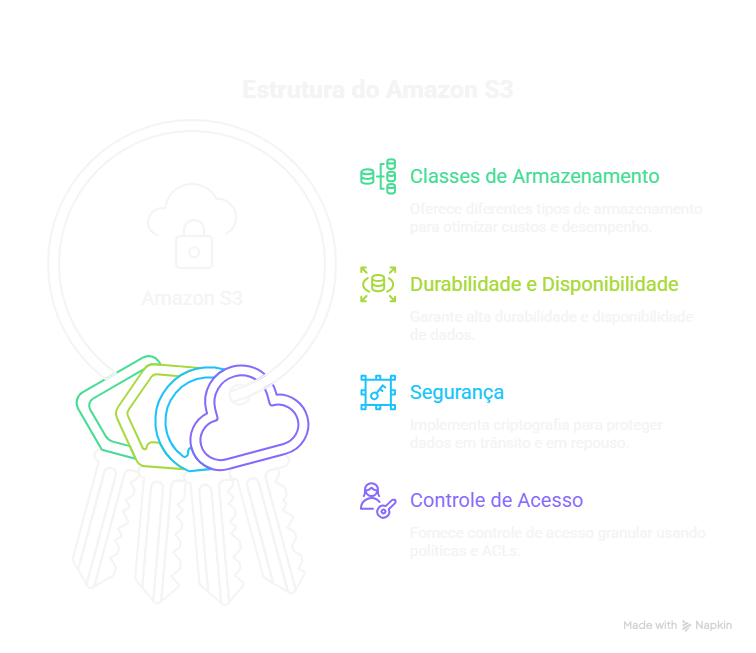 Estrutura do Amazon S3
Amazon S3
Classes de Armazenamento
Oferece diferentes tipos de armazenamento
para otimizar custos e desempenho.
Durabilidade e Disponibilidade
Garante alta durabilidade e disponibilidade
de dados.
Segurança
Implementa criptografia para proteger
dados em trânsito e em repouso.
Controle de Acesso
Fornece controle de acesso granular usando
políticas e ACLs.
Made with Napkin